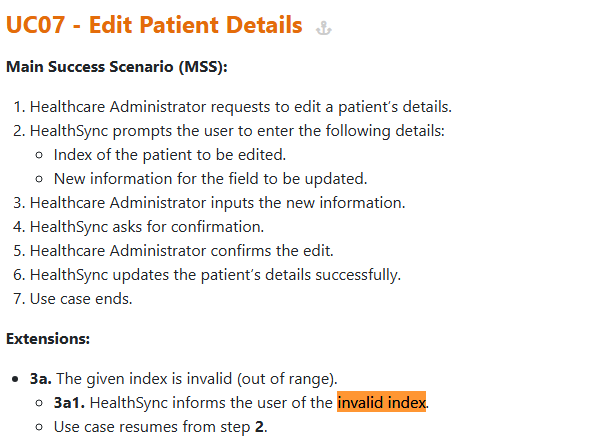 UC07 - Edit Patient Details
Main Success Scenario (MSS):
1. Healthcare Administrator requests to edit a patient's details.
2. HealthSync prompts the user to enter the following details:
Index of the patient to be edited.
New information for the field to be updated.
3. Healthcare Administrator inputs the new information.
4. HealthSync asks for confirmation.
5. Healthcare Administrator confirms the edit.
6. HealthSync updates the patient's details successfully.
7. Use case ends.
Extensions:
3a. The given index is invalid (out of range).
3a1. HealthSync informs the user of the invalid index.
Use case resumes from step 2.